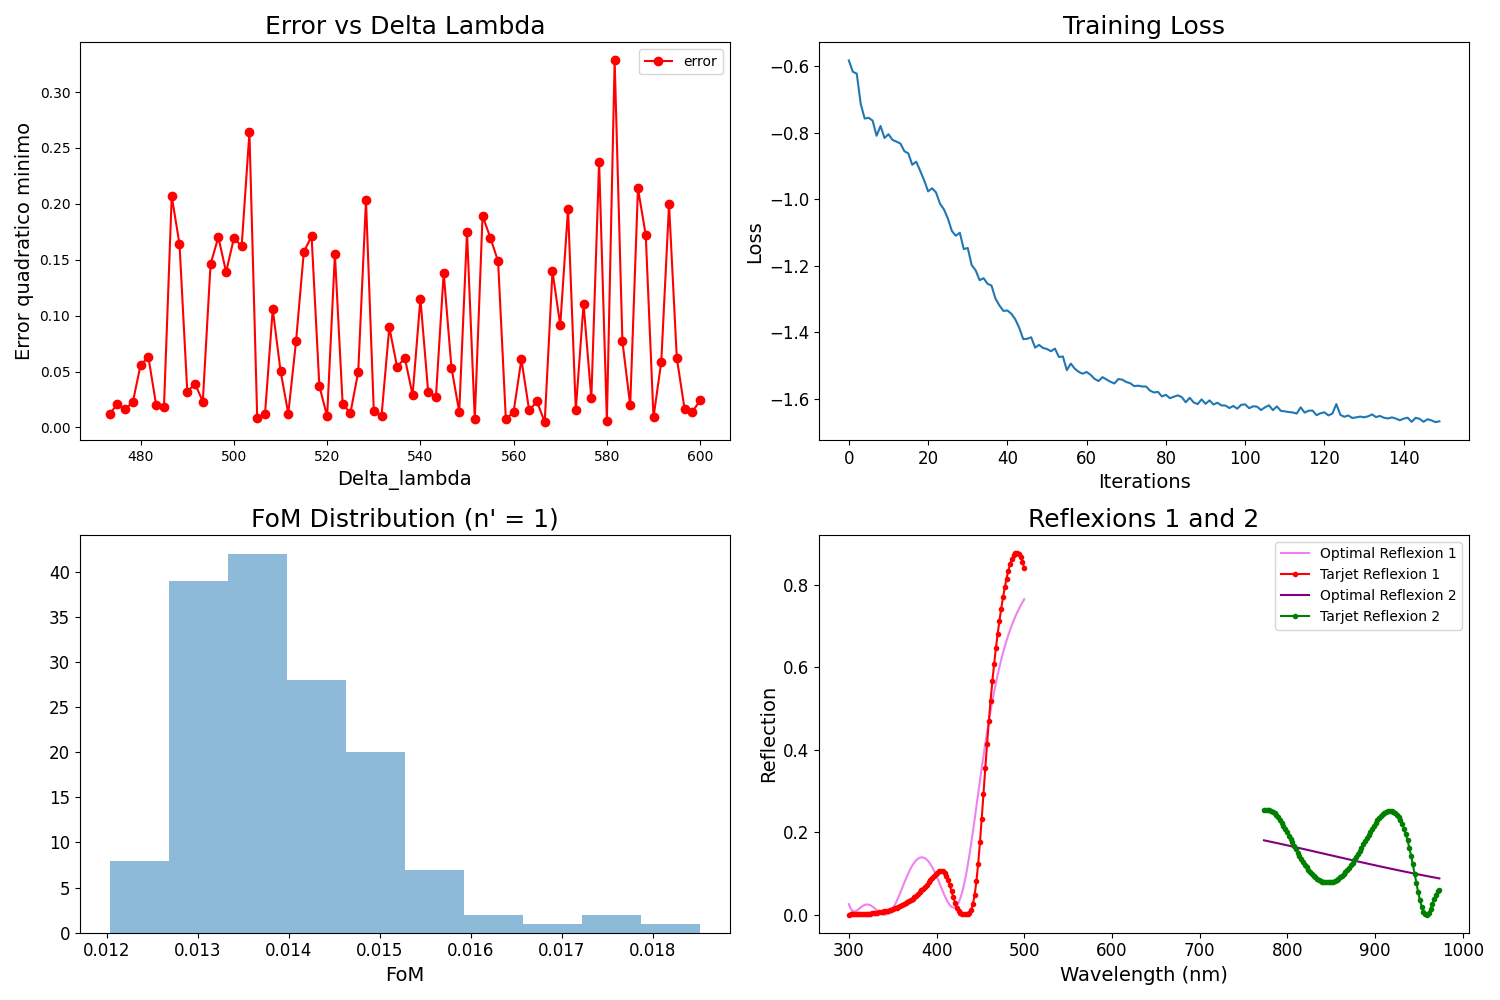 Error vs Delta Lambda
error
0.30
0.25
0.20
0.15
0.10
0.05
0.00
Error quadratico minimo
480 500 520 540 560 580 600
Delta_lambda
Training Loss
−0.6
−0.8
−1.0
−1.2
−1.4
−1.6
Loss
0 20 40 60 80 100 120 140
Iterations
FoM Distribution (n' = 1)
40
35
30
25
20
15
10
5
0
0.012 0.013 0.014 0.015 0.016 0.017 0.018
FoM
Reflexions 1 and 2
Optimal Reflexion 1
Tarjet Reflexion 1
Optimal Reflexion 2
Tarjet Reflexion 2
0.8
0.6
0.4
0.2
0.0
Reflection
300 400 500 600 700 800 900 1000
Wavelength (nm)